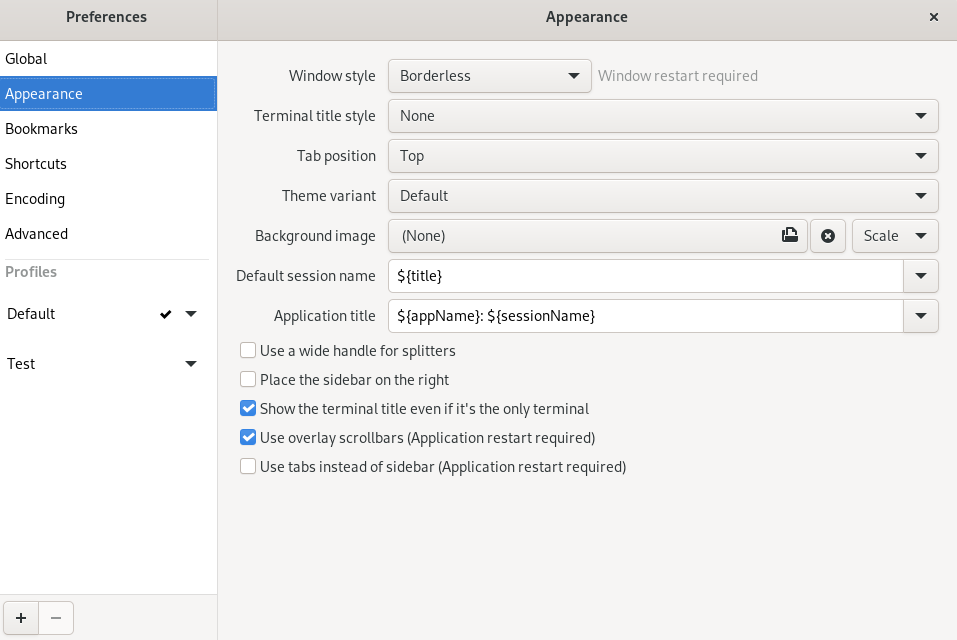 Preferences
Appearance
Global
Appearance
Bookmarks
Shortcuts
Encoding
Advanced
Profiles
Default
Test
Window style Borderless Window restart required
Terminal title style None
Tab position Top
Theme variant Default
Background image (None) Scale
Default session name ${title}
Application title ${appName}: ${sessionName}
Use a wide handle for splitters
Place the sidebar on the right
Show the terminal title even if it's the only terminal
Use overlay scrollbars (Application restart required)
Use tabs instead of sidebar (Application restart required)